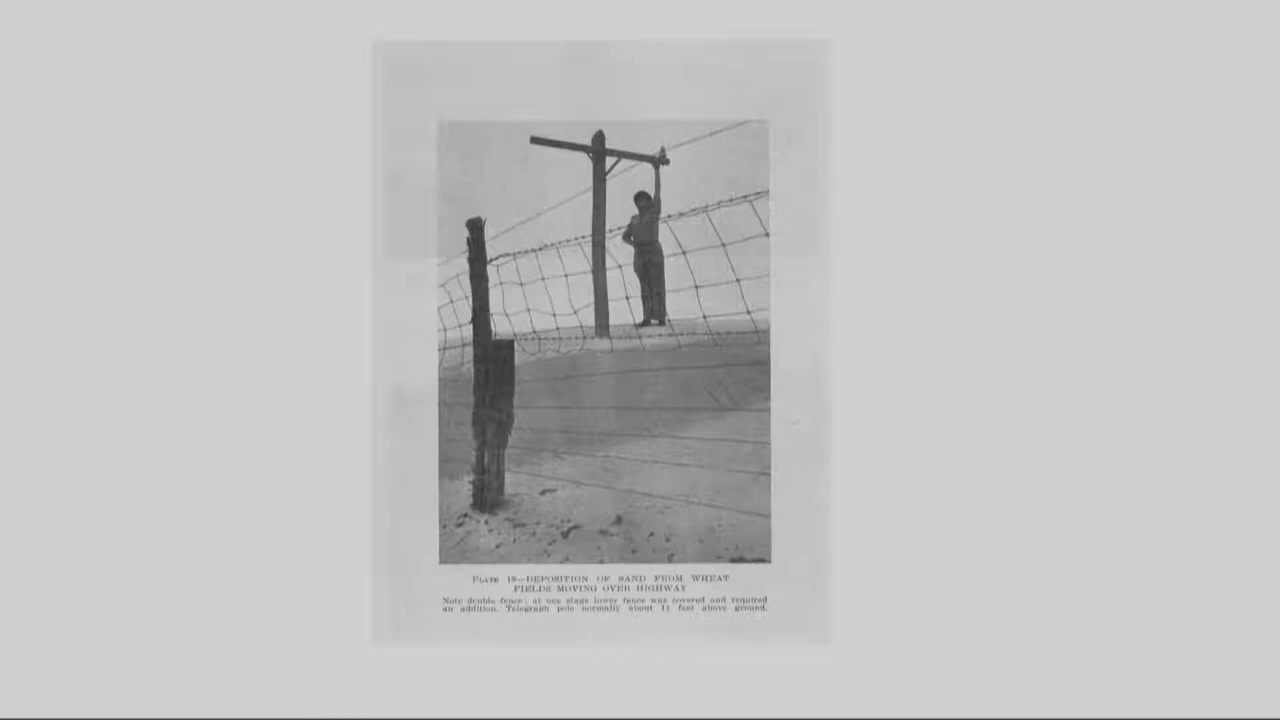 PLATE 10—DEPOSITION OF SAND FROM WHEAT
FIELDS MOVING OVER HIGHWAY
Note double fence; at one stage lower fence was covered and required
an addition. Telegraph pole normally about 11 feet above ground.